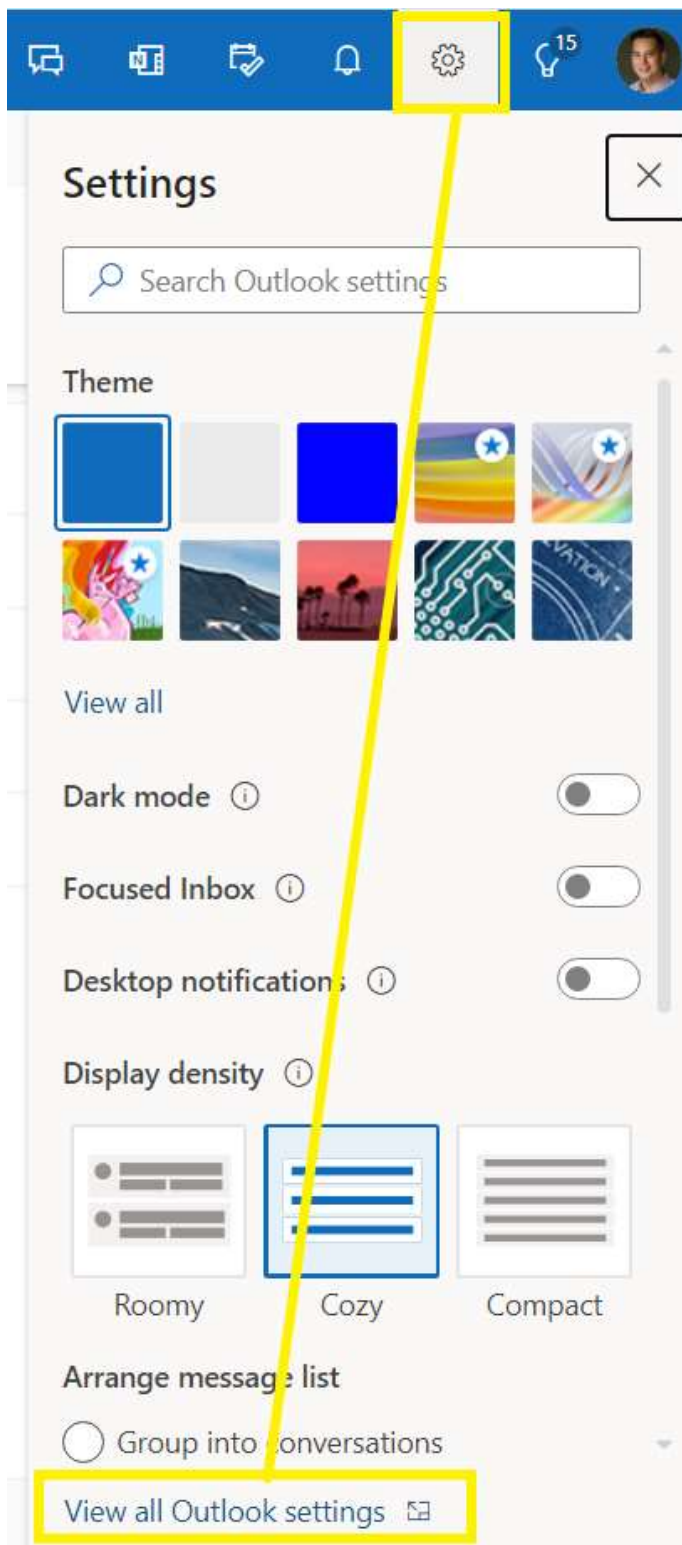 15
Settings
Search Outlook settings
Theme
View all
Dark mode
Focused Inbox
Desktop notifications
Display density
Roomy Cozy Compact
Arrange message list
Group into conversations
View all Outlook settings